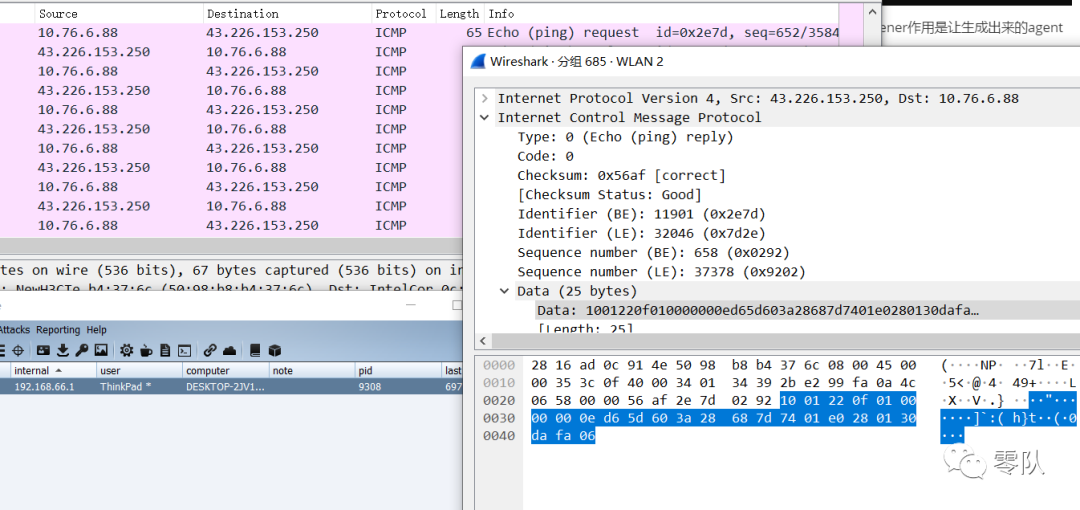 Source Destination Protocol Length Info
10.76.6.88 43.226.153.250 ICMP 65 Echo (ping) request id=0x2e7d, seq=652/3584
43.226.153.250 10.76.6.88 ICMP
10.76.6.88 43.226.153.250 ICMP
43.226.153.250 10.76.6.88 ICMP
10.76.6.88 43.226.153.250 ICMP
43.226.153.250 10.76.6.88 ICMP
10.76.6.88 43.226.153.250 ICMP
43.226.153.250 10.76.6.88 ICMP
10.76.6.88 43.226.153.250 ICMP
43.226.153.250 10.76.6.88 ICMP
10.76.6.88 43.226.153.250 ICMP
ener作用是让生成出来的agent
Wireshark · 分组 685 · WLAN 2
Internet Protocol Version 4, Src: 43.226.153.250, Dst: 10.76.6.88
Internet Control Message Protocol
Type: 0 (Echo (ping) reply)
Code: 0
Checksum: 0x56af [correct]
[Checksum Status: Good]
Identifier (BE): 11901 (0x2e7d)
Identifier (LE): 32046 (0x7d2e)
Sequence number (BE): 658 (0x0292)
Sequence number (LE): 37378 (0x9202)
Data (25 bytes)
Data: 1001220f010000000ed65d603a28687d7401e0280130dafa…
[Length: 25]
tes on wire (536 bits), 67 bytes captured (536 bits) on in
: NewH3CTe b4:37:6c (50:98:b8:b4:37:6c), Dst: IntelCor 0c:
Attacks Reporting Help
internal user computer note pid last
192.168.66.1 ThinkPad * DESKTOP-2JV1... 9308 697
0000 28 16 ad 0c 91 4e 50 98 b8 b4 37 6c 08 00 45 00 (····NP· ··7l··E·
0010 00 35 3c 0f 40 00 34 01 34 39 2b e2 99 fa 0a 4c ·5<·@·4· 49+····L
0020 06 58 00 00 56 af 2e 7d 02 92 10 01 22 0f 01 00 ·X··V·.} ····"···
0030 00 00 0e d6 5d 60 3a 28 68 7d 74 01 e0 28 01 30 ····]`:( h}t··(·0
0040 da fa 06 ···
零队